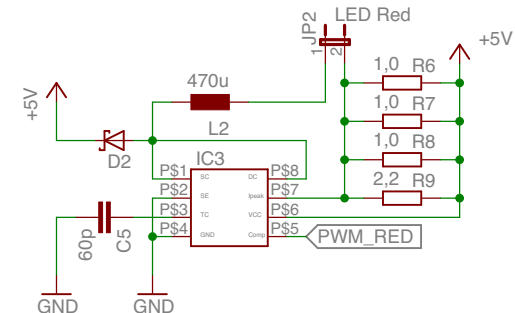 LED Red
JP2
1
2
+5V
+5V
470u
L2
D2
1,0 R6
1,0 R7
1,0 R8
2,2 R9
IC3
P$1 SC DC P$8
P$2 SE Ipeak P$7
P$3 TC VCC P$6
P$4 GND Comp P$5
PWM_RED
60p
C5
GND
GND